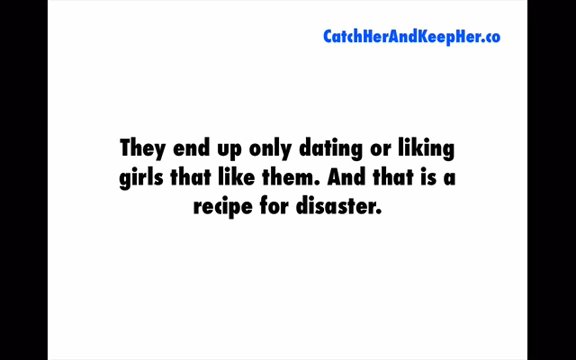 CatchHerAndKeepHer.co
They end up only dating or liking
girls that like them. And that is a
recipe for disaster.